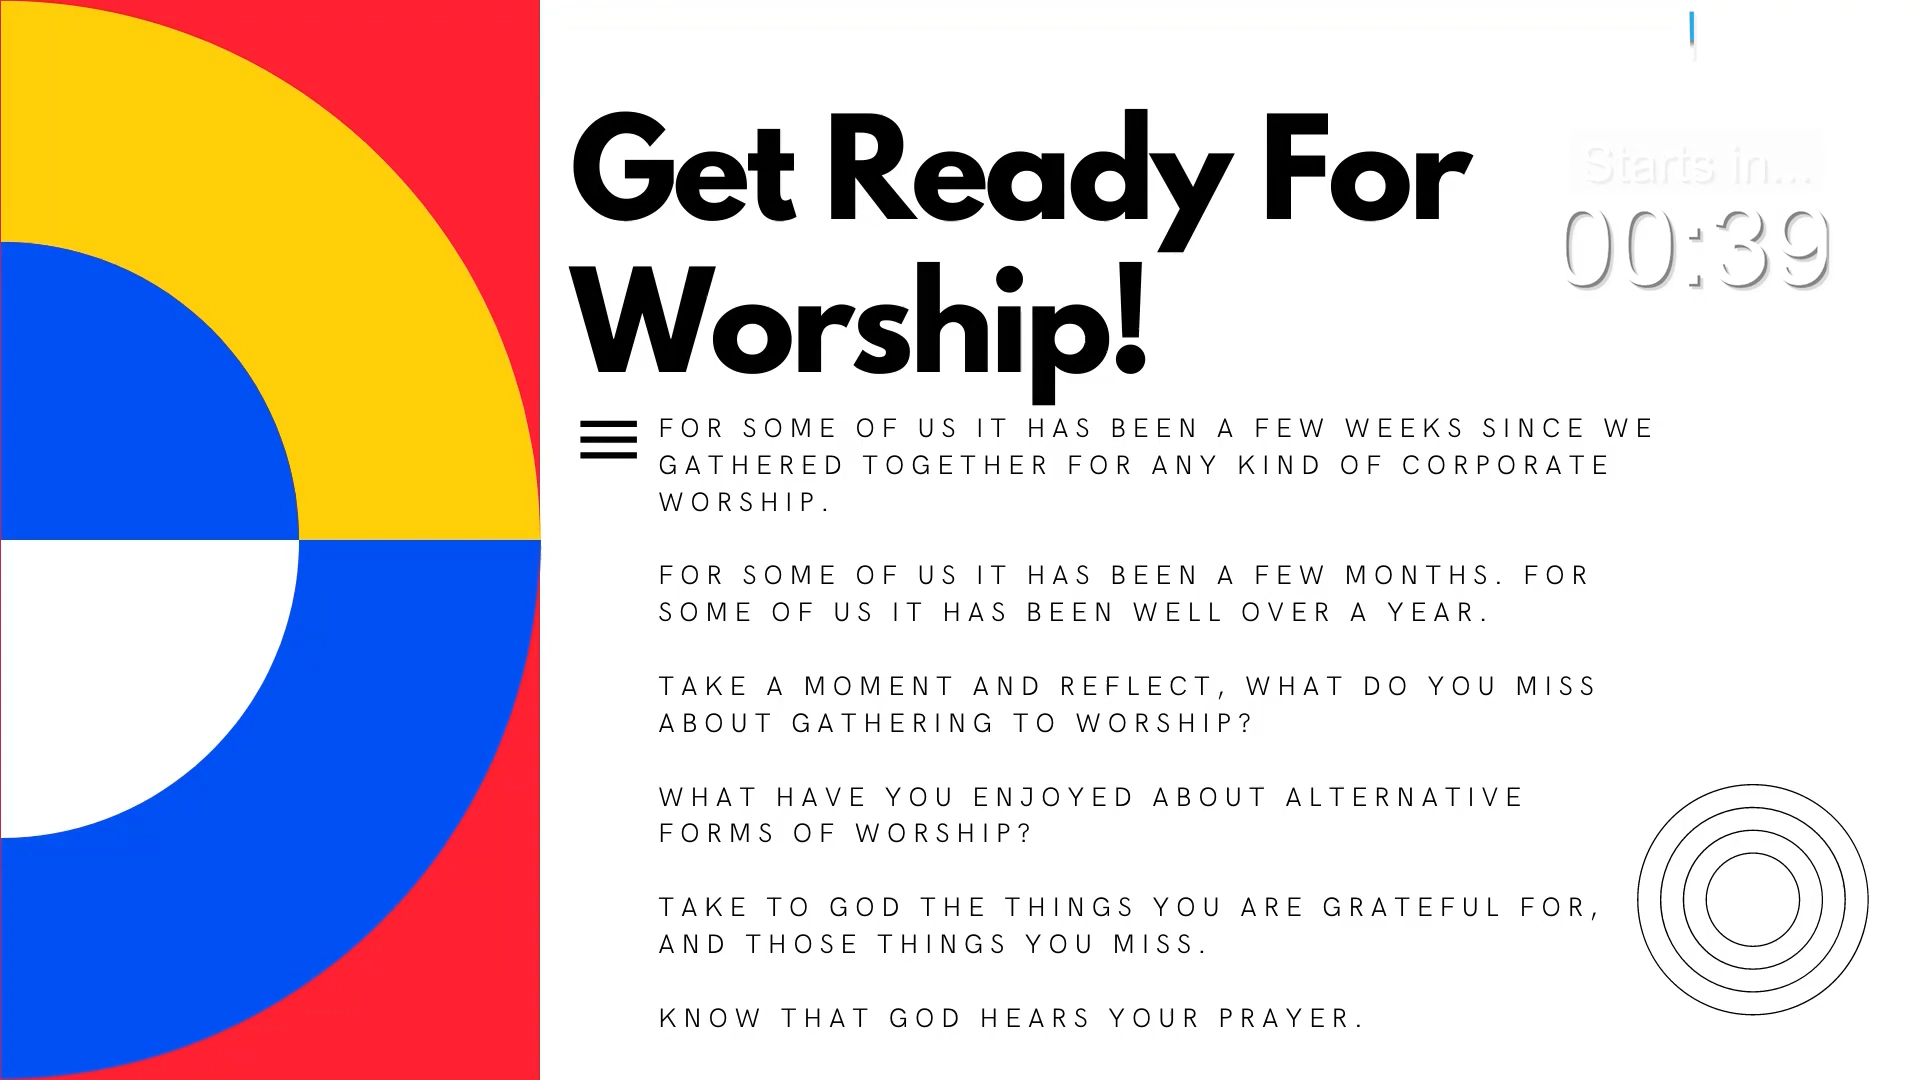 Get Ready For
Worship!
Starts in...
00:39
FOR SOME OF US IT HAS BEEN A FEW WEEKS SINCE WE
GATHERED TOGETHER FOR ANY KIND OF CORPORATE
WORSHIP.
FOR SOME OF US IT HAS BEEN A FEW MONTHS. FOR
SOME OF US IT HAS BEEN WELL OVER A YEAR.
TAKE A MOMENT AND REFLECT, WHAT DO YOU MISS
ABOUT GATHERING TO WORSHIP?
WHAT HAVE YOU ENJOYED ABOUT ALTERNATIVE
FORMS OF WORSHIP?
TAKE TO GOD THE THINGS YOU ARE GRATEFUL FOR,
AND THOSE THINGS YOU MISS.
KNOW THAT GOD HEARS YOUR PRAYER.